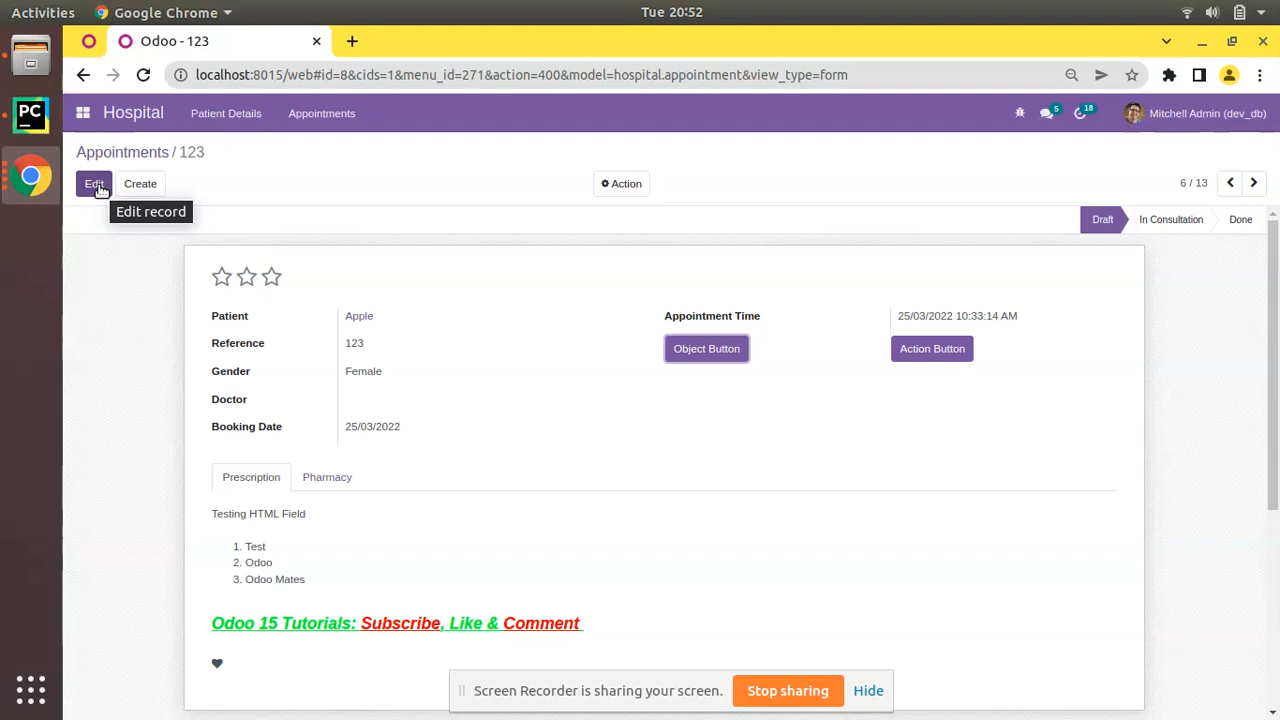 Activities Google Chrome Tue 20:52
Odoo - 123
localhost:8015/web#id=8&cids=1&menu_id=271&action=400&model=hospital.appointment&view_type=form
Hospital Patient Details Appointments 5 18 Mitchell Admin (dev_db)
PC
Appointments / 123
Edit Create Action 6 / 13
Edit record
Draft In Consultation Done
Patient Apple Appointment Time 25/03/2022 10:33:14 AM
Reference 123 Object Button Action Button
Gender Female
Doctor
Booking Date 25/03/2022
Prescription Pharmacy
Testing HTML Field
1. Test
2. Odoo
3. Odoo Mates
Odoo 15 Tutorials: Subscribe, Like & Comment
Screen Recorder is sharing your screen. Stop sharing Hide